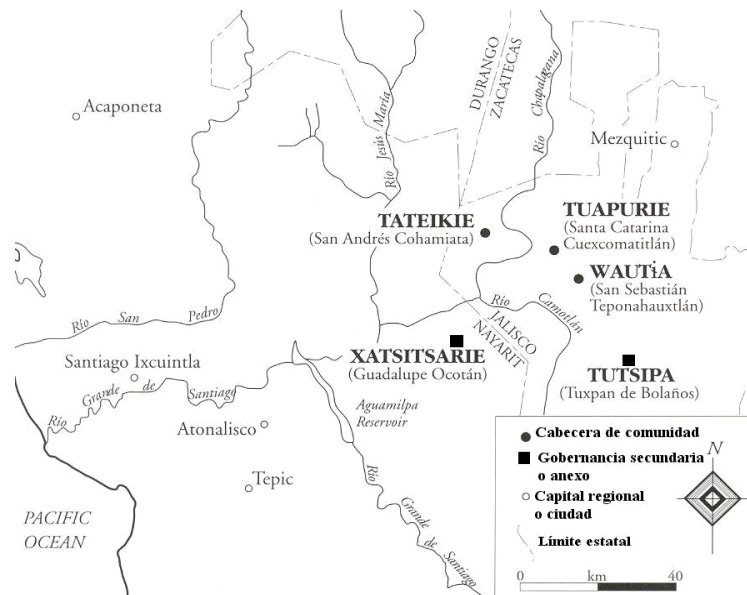 Acaponeta
Río Jesús María
DURANGO
ZACATECAS
Río Chapalagana
Mezquitic
TATEIKIE
(San Andrés Cohamiata)
TUAPURIE
(Santa Catarina
Cuexcomatitlán)
WAUTiA
(San Sebastián
Teponahauxtlán)
Río San Pedro
Río Camotlán
JALISCO
NAYARIT
Santiago Ixcuintla
XATSITSARIE
(Guadalupe Ocotán)
TUTSIPA
(Tuxpan de Bolaños)
Río Grande de Santiago
Aguamilpa
Reservoir
Atonalisco
Tepic
Río Grande de Santiago
PACIFIC
OCEAN
Cabecera de comunidad
Gobernancia secundaria
o anexo
Capital regional
o ciudad
Límite estatal
N
0 km 40